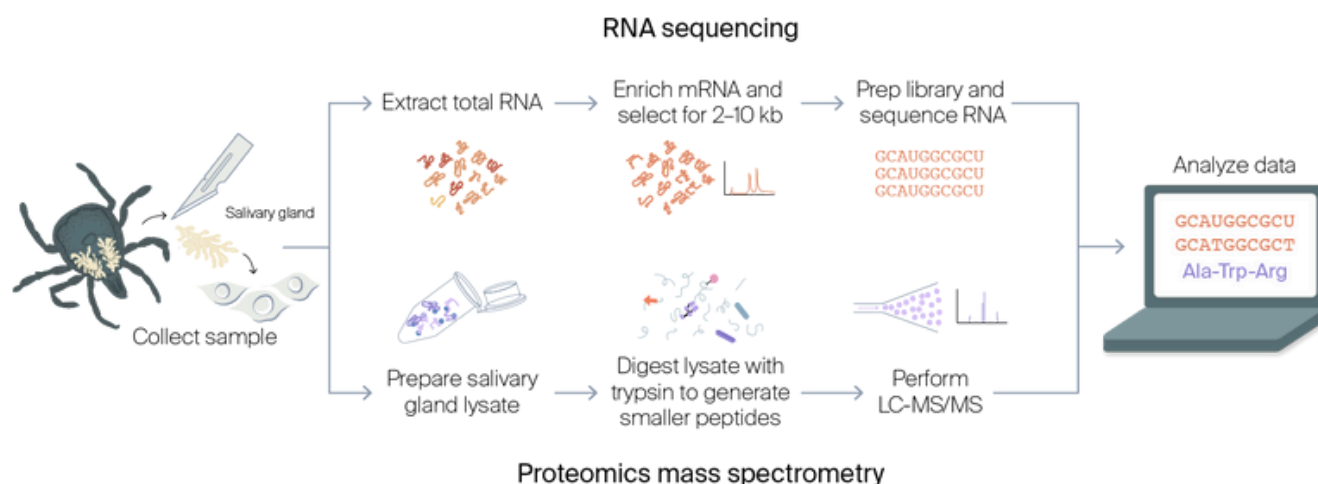 RNA sequencing
Extract total RNA
Enrich mRNA and
select for 2–10 kb
Prep library and
sequence RNA
GCAUGGCGCU
GCAUGGCGCU
GCAUGGCGCU
Salivary gland
Collect sample
Analyze data
GCAUGGCGCU
GCATGGCGCT
Ala-Trp-Arg
Prepare salivary
gland lysate
Digest lysate with
trypsin to generate
smaller peptides
Perform
LC-MS/MS
Proteomics mass spectrometry